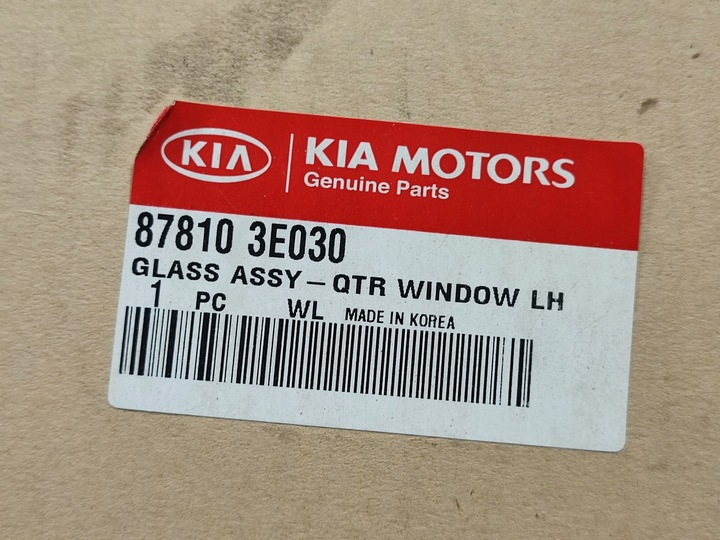 KIA
KIA MOTORS
Genuine Parts
87810 3E030
GLASS ASSY-QTR WINDOW LH
1 PC WL MADE IN KOREA